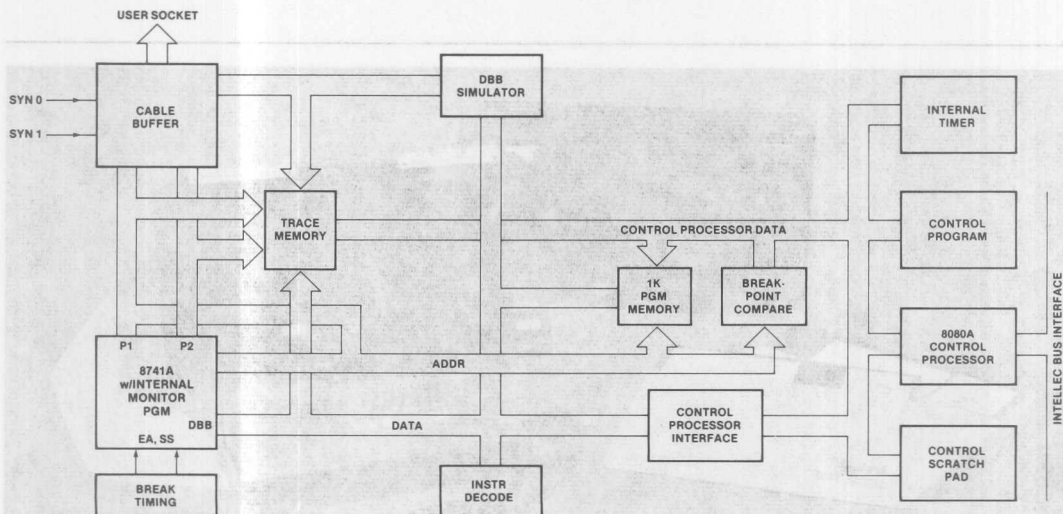 USER SOCKET
SYN 0
SYN 1
CABLE
BUFFER
DBB
SIMULATOR
INTERNAL
TIMER
TRACE
MEMORY
CONTROL PROCESSOR DATA
CONTROL
PROGRAM
1K
PGM
MEMORY
BREAK-
POINT
COMPARE
P1 P2
8741A
w/INTERNAL
MONITOR
PGM
DBB
EA, SS
ADDR
8080A
CONTROL
PROCESSOR
INTELLEC BUS INTERFACE
DATA
CONTROL
PROCESSOR
INTERFACE
BREAK
TIMING
INSTR
DECODE
CONTROL
SCRATCH
PAD